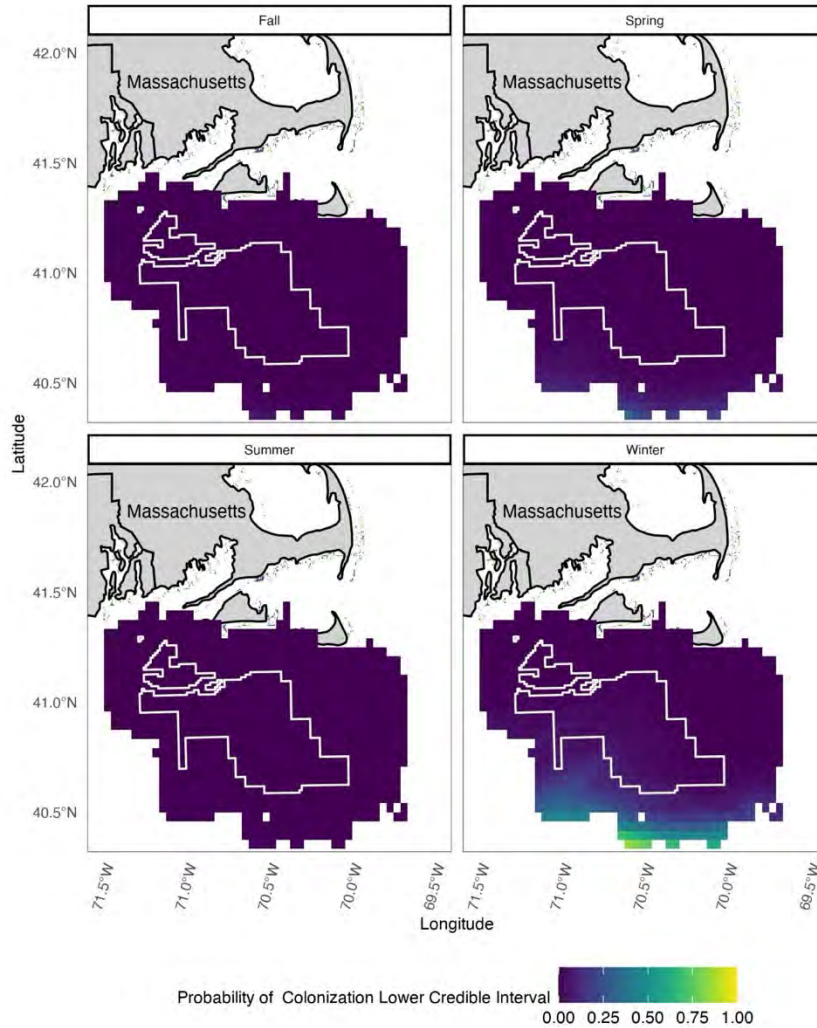 Fall
Spring
42.0°N
41.5°N
41.0°N
40.5°N
Massachusetts
Massachusetts
Latitude
Summer
Winter
42.0°N
41.5°N
41.0°N
40.5°N
Massachusetts
Massachusetts
71.5°W
71.0°W
70.5°W
70.0°W
69.5°W
71.5°W
71.0°W
70.5°W
70.0°W
69.5°W
Longitude
Probability of Colonization Lower Credible Interval
0.00 0.25 0.50 0.75 1.00